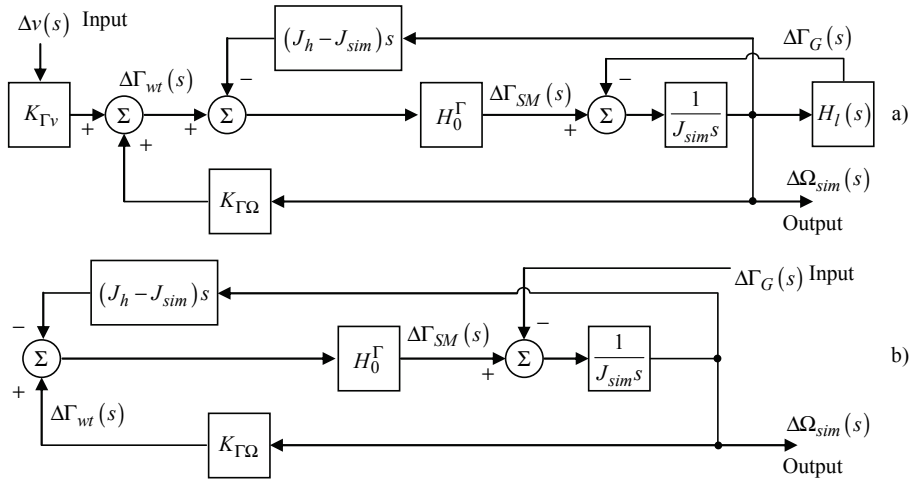 Δv(s) Input
(J_h − J_sim)s
ΔΓ_G(s)
ΔΓ_wt(s)
−
−
K_Γv
+
Σ
+
Σ
H_0^Γ
ΔΓ_SM(s)
+
Σ
1
J_sim s
H_l(s)
a)
+
K_ΓΩ
ΔΩ_sim(s)
Output
(J_h − J_sim)s
ΔΓ_G(s) Input
−
−
Σ
H_0^Γ
ΔΓ_SM(s)
+
Σ
1
J_sim s
b)
+
ΔΓ_wt(s)
K_ΓΩ
ΔΩ_sim(s)
Output